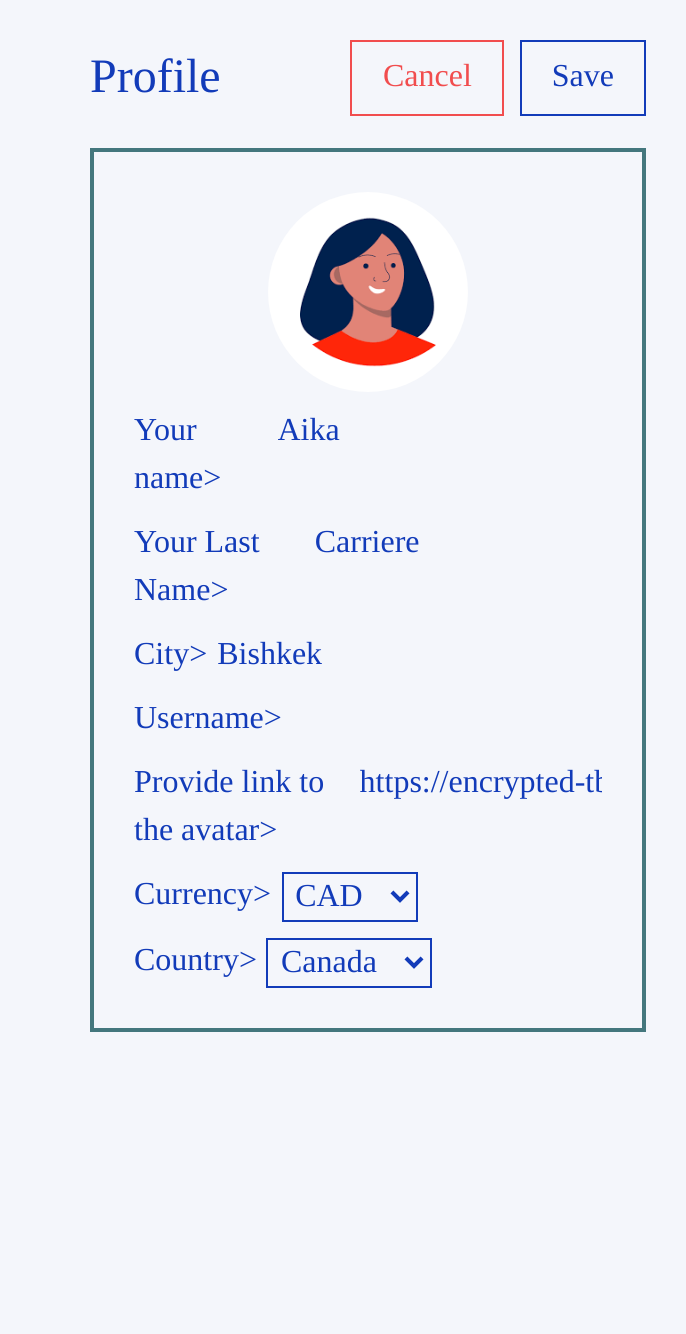 Profile Cancel Save
Your Aika
name>
Your Last Carriere
Name>
City> Bishkek
Username>
Provide link to https://encrypted-
the avatar>
Currency> CAD
Country> Canada